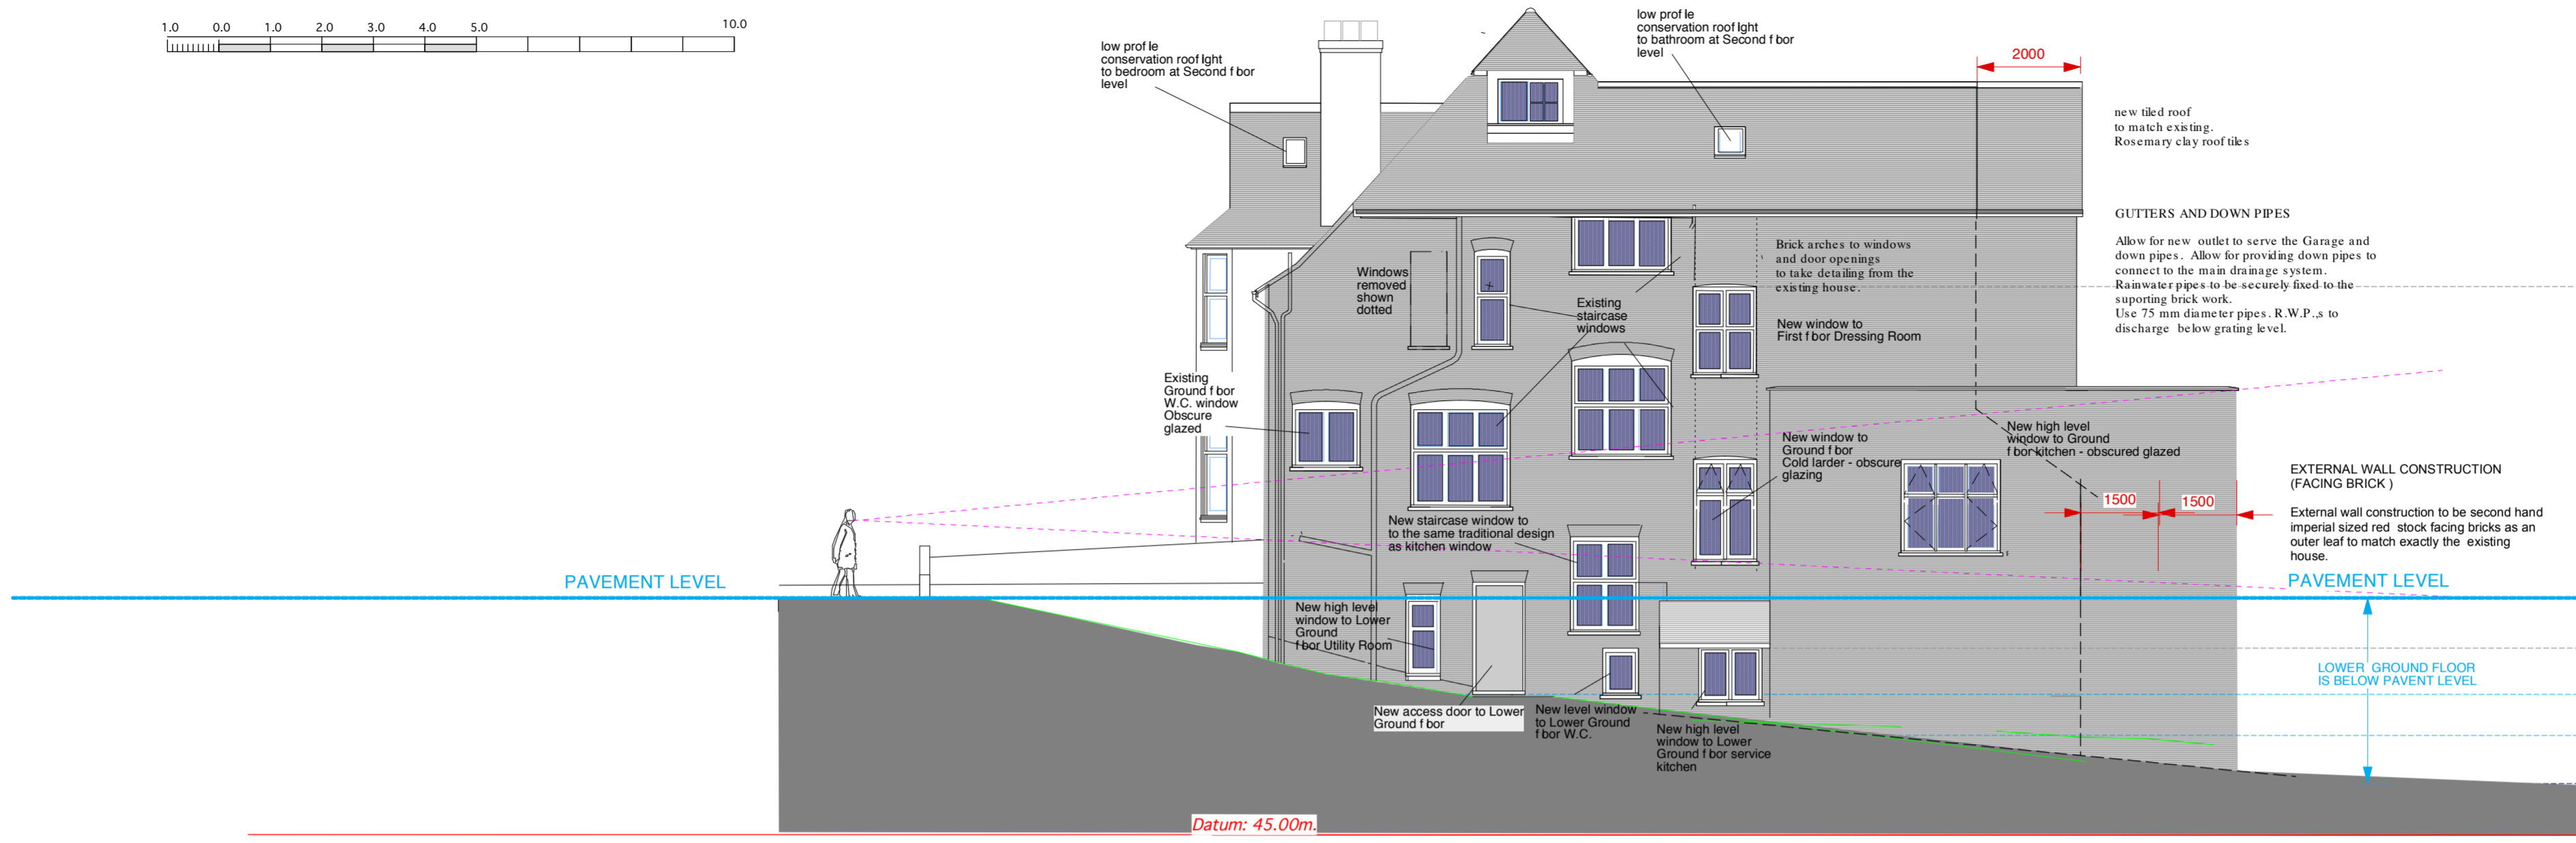 1.0 0.0 1.0 2.0 3.0 4.0 5.0 10.0
low prof le
conservation roof lght
to bedroom at Second f bor
level
low prof le
conservation roof lght
to bathroom at Second f bor
level
2000
new tiled roof
to match existing.
Rosemary clay roof tiles
GUTTERS AND DOWN PIPES
Allow for new outlet to serve the Garage and
down pipes. Allow for providing down pipes to
connect to the main drainage system.
Rainwater pipes to be securely fixed to the
suporting brick work.
Use 75 mm diameter pipes. R.W.P.,s to
discharge below grating level.
Windows
removed
shown
dotted
Existing
staircase
windows
Brick arches to windows
and door openings
to take detailing from the
existing house.
New window to
First f bor Dressing Room
Existing
Ground f bor
W.C. window
Obscure
glazed
New window to
Ground f bor
Cold larder - obscure
glazing
New high level
window to Ground
f bor kitchen - obscured glazed
1500
1500
EXTERNAL WALL CONSTRUCTION
(FACING BRICK )
External wall construction to be second hand
imperial sized red stock facing bricks as an
outer leaf to match exactly the existing
house.
New staircase window to
to the same traditional design
as kitchen window
PAVEMENT LEVEL
PAVEMENT LEVEL
New high level
window to Lower
Ground
f bor Utility Room
LOWER GROUND FLOOR
IS BELOW PAVENT LEVEL
New access door to Lower
Ground f bor
New level window
to Lower Ground
f bor W.C.
New high level
window to Lower
Ground f bor service
kitchen
Datum: 45.00m.